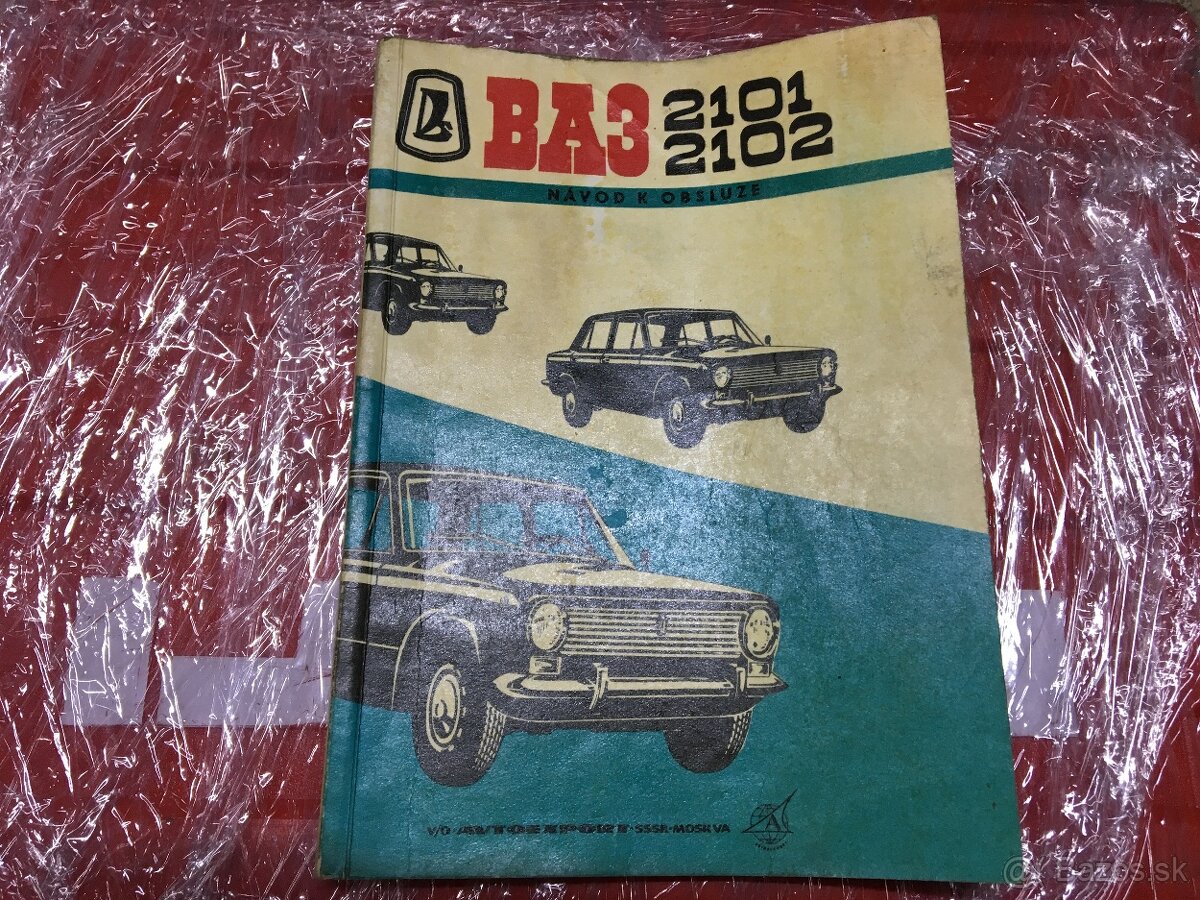 ВАЗ 2101
2102
NÁVOD K OBSLUZE
V/O AVTOEXPORT·SSSR·MOSKVA
© Bazos.sk